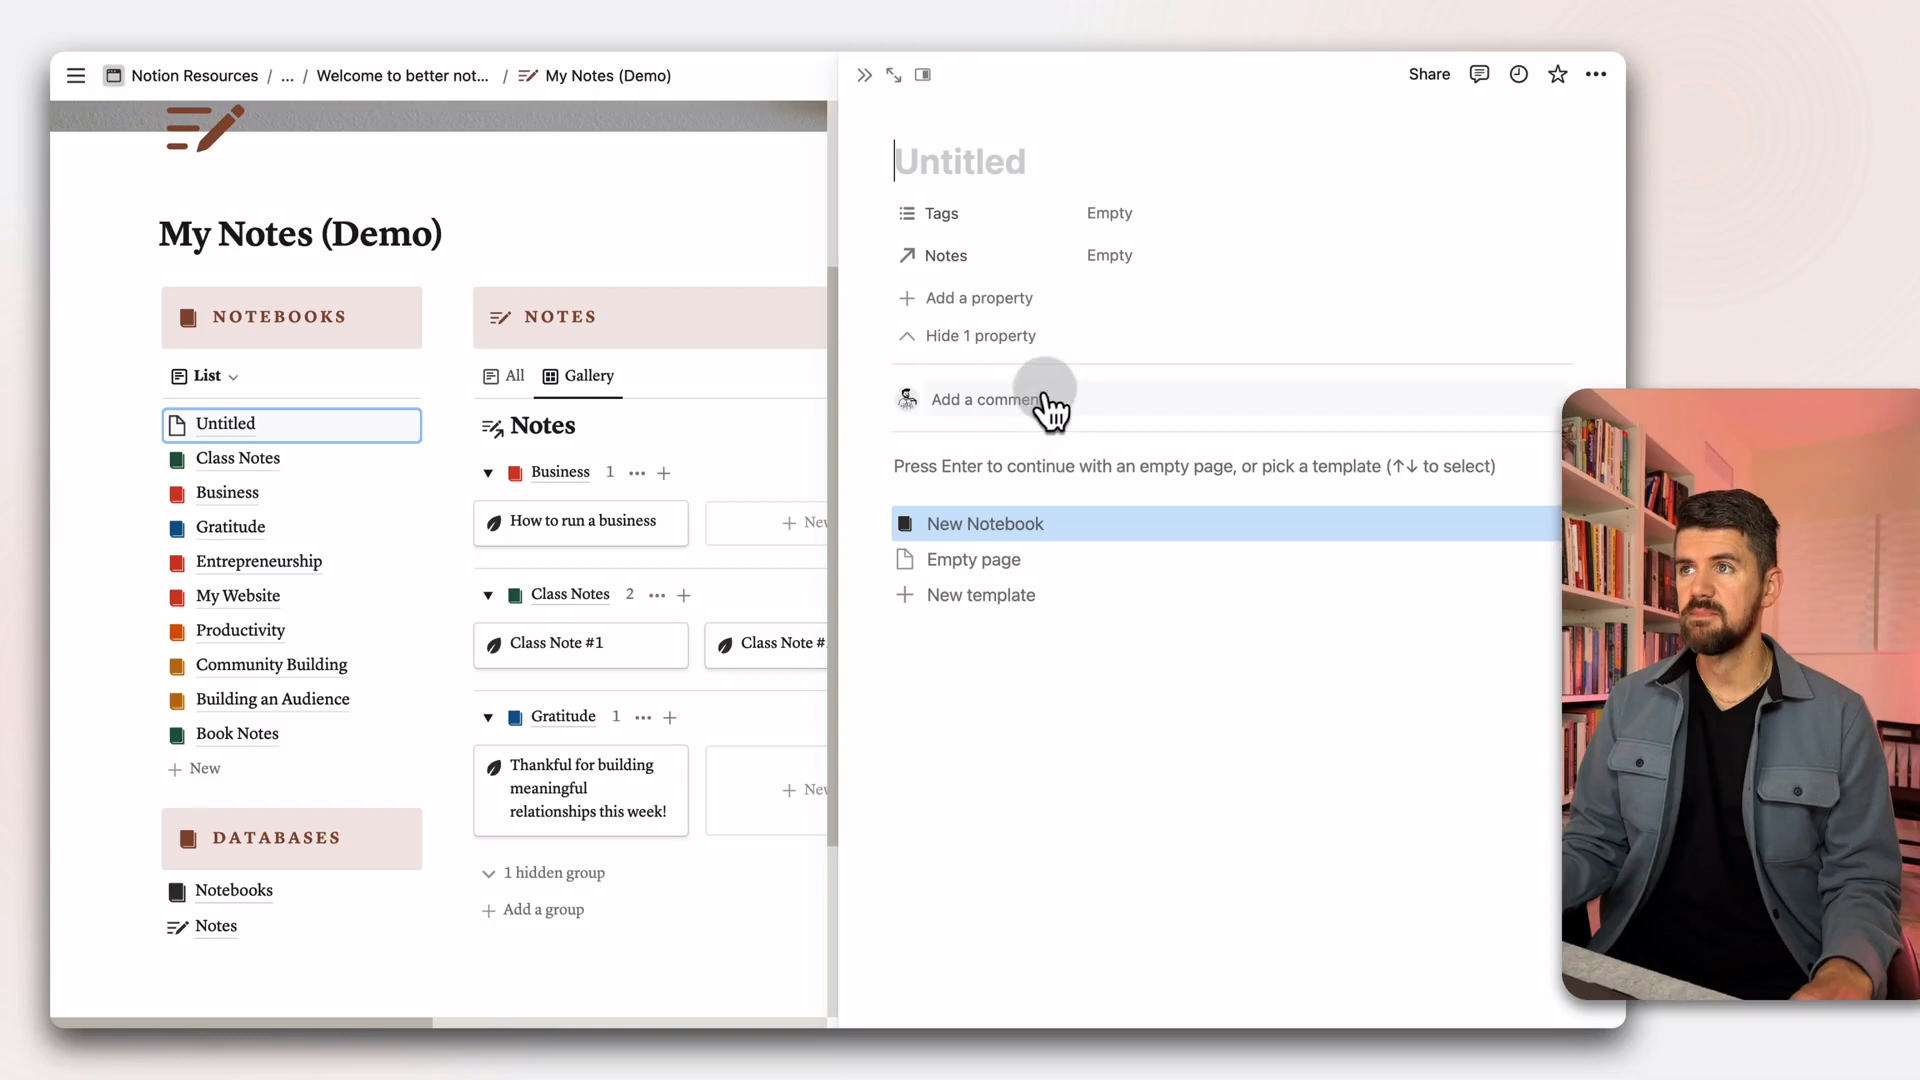 Notion Resources / ... / Welcome to better not... / My Notes (Demo)
Share
My Notes (Demo)
NOTEBOOKS
List
Untitled
Class Notes
Business
Gratitude
Entrepreneurship
My Website
Productivity
Community Building
Building an Audience
Book Notes
New
DATABASES
Notebooks
Notes
NOTES
All Gallery
Notes
Business 1
How to run a business
Class Notes 2
Class Note #1
Class Note #
Gratitude 1
Thankful for building
meaningful
relationships this week!
1 hidden group
Add a group
Untitled
Tags Empty
Notes Empty
Add a property
Hide 1 property
Add a commen
Press Enter to continue with an empty page, or pick a template (↑↓ to select)
New Notebook
Empty page
New template